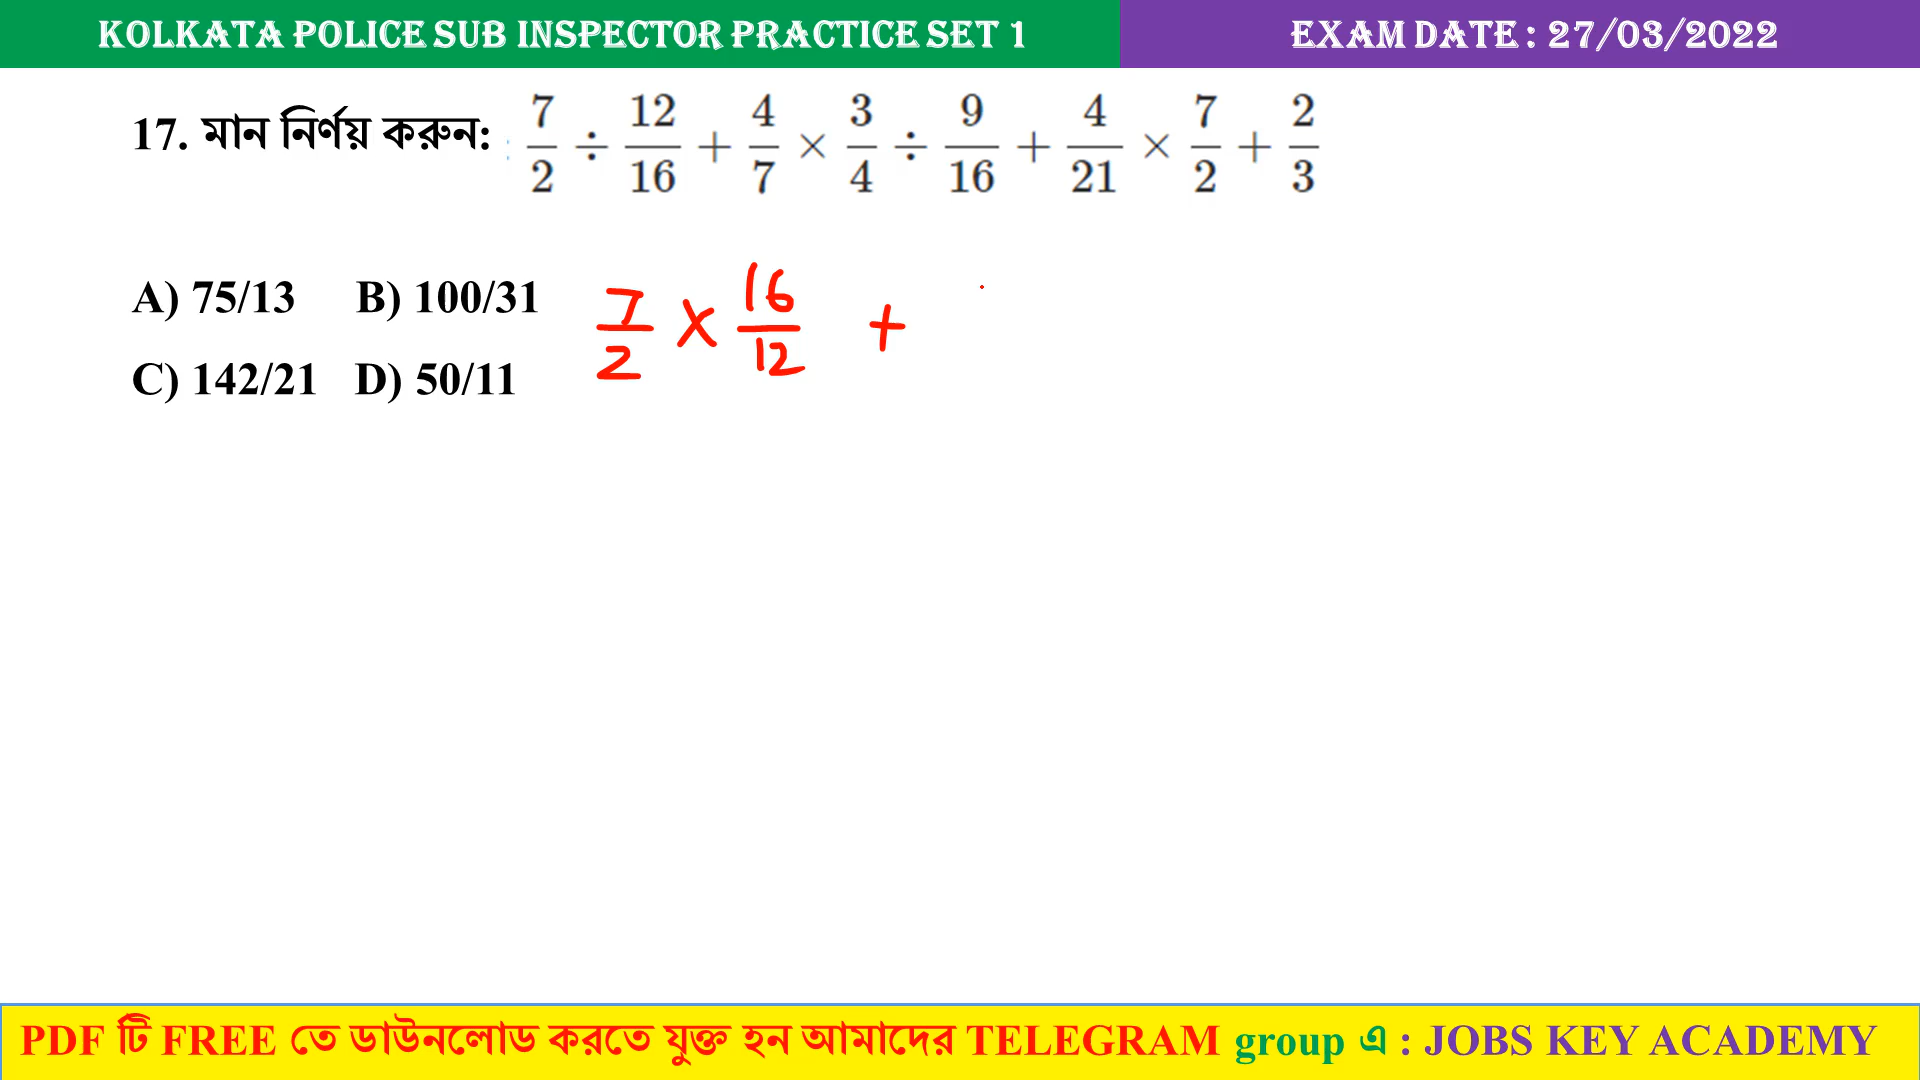 KOLKATA POLICE SUB INSPECTOR PRACTICE SET 1
EXAM DATE : 27/03/2022
17. মান নির্ণয় করুন: 7/2 ÷ 12/16 + 4/7 × 3/4 ÷ 9/16 + 4/21 × 7/2 + 2/3
A) 75/13 B) 100/31
C) 142/21 D) 50/11
7/2 × 16/12 +
PDF টি FREE তে ডাউনলোড করতে যুক্ত হন আমাদের TELEGRAM group এ : JOBS KEY ACADEMY